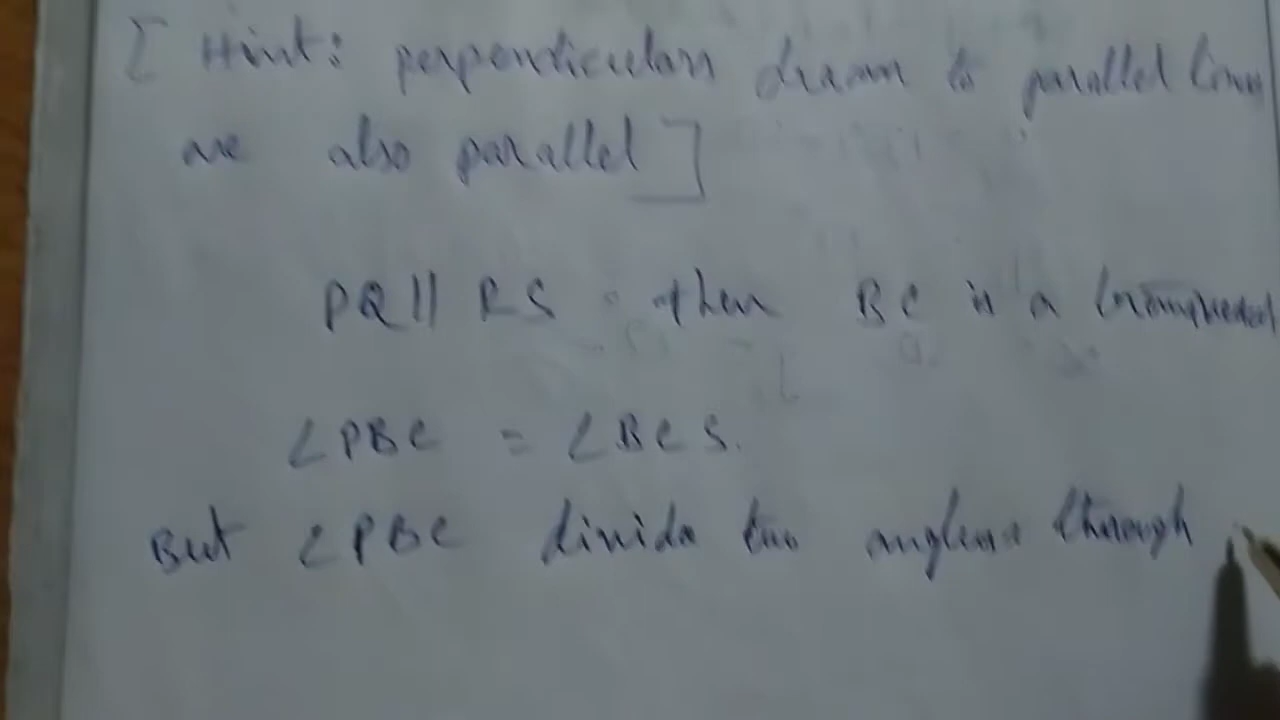 [ Hint: perpendiculars drawn to parallel lines
are also parallel ]
PQ || RS . then BC is a transversal
∠PBC = ∠BCS.
But ∠PBC divide two angles through